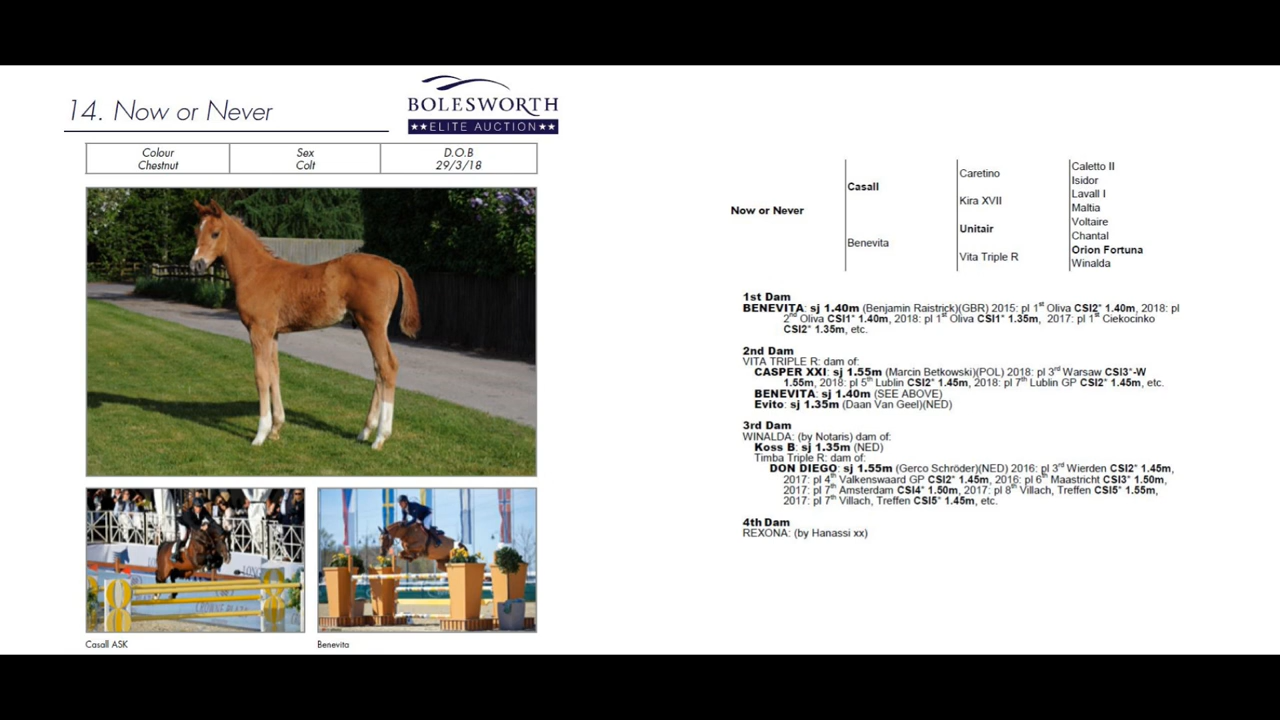 14. Now or Never
BOLESWORTH
★★ELITE AUCTION★★
Colour
Chestnut
Sex
Colt
D.O.B
29/3/18
Casall ASK
Benevita
Now or Never
Casall
Benevita
Caretino
Kira XVII
Unitair
Vita Triple R
Caletto II
Isidor
Lavall I
Maltia
Voltaire
Chantal
Orion Fortuna
Winalda
1st Dam
BENEVITA: sj 1.40m (Benjamin Raistrick)(GBR) 2015: pl 1st Oliva CSI2* 1.40m, 2018: pl
2nd Oliva CSI1* 1.40m, 2018: pl 1st Oliva CSI1* 1.35m, 2017: pl 1st Ciekocinko
CSI2* 1.35m, etc.
2nd Dam
VITA TRIPLE R: dam of:
CASPER XXI: sj 1.55m (Marcin Betkowski)(POL) 2018: pl 3rd Warsaw CSI3*-W
1.55m, 2018: pl 5th Lublin CSI2* 1.45m, 2018: pl 7th Lublin GP CSI2* 1.45m, etc.
BENEVITA: sj 1.40m (SEE ABOVE)
Evito: sj 1.35m (Daan Van Geel)(NED)
3rd Dam
WINALDA: (by Notaris) dam of:
Koss B: sj 1.35m (NED)
Timba Triple R: dam of:
DON DIEGO: sj 1.55m (Gerco Schröder)(NED) 2016: pl 3rd Wierden CSI2* 1.45m,
2017: pl 4th Valkenswaard GP CSI2* 1.45m, 2016: pl 6th Maastricht CSI3* 1.50m,
2017: pl 7th Amsterdam CSI4* 1.50m, 2017: pl 8th Villach, Treffen CSI5* 1.55m,
2017: pl 7th Villach, Treffen CSI5* 1.45m, etc.
4th Dam
REXONA: (by Hanassi xx)